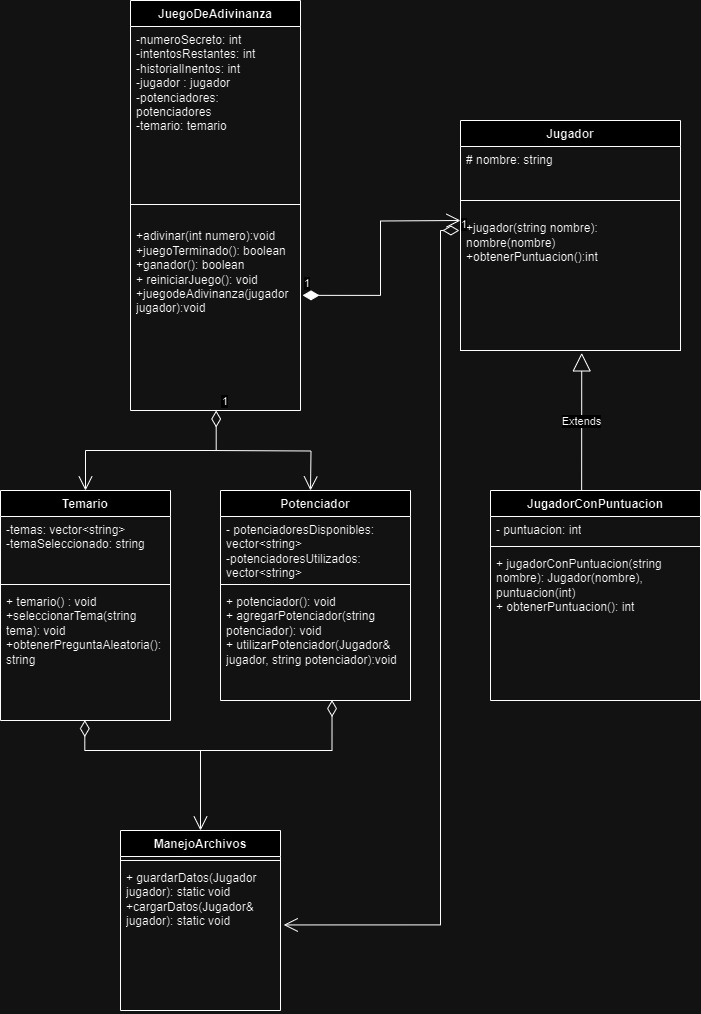 JuegoDeAdivinanza
-numeroSecreto: int
-intentosRestantes: int
-historialInentos: int
-jugador : jugador
-potenciadores:
potenciadores
-temario: temario
+adivinar(int numero):void
+juegoTerminado(): boolean
+ganador(): boolean
+ reiniciarJuego(): void
+juegodeAdivinanza(jugador
jugador):void
1
1
Jugador
# nombre: string
1
+jugador(string nombre):
nombre(nombre)
+obtenerPuntuacion():int
Extends
Temario
-temas: vector<string>
-temaSeleccionado: string
+ temario() : void
+seleccionarTema(string
tema): void
+obtenerPreguntaAleatoria():
string
Potenciador
- potenciadoresDisponibles:
vector<string>
-potenciadoresUtilizados:
vector<string>
+ potenciador(): void
+ agregarPotenciador(string
potenciador): void
+ utilizarPotenciador(Jugador&
jugador, string potenciador):void
JugadorConPuntuacion
- puntuacion: int
+ jugadorConPuntuacion(string
nombre): Jugador(nombre),
puntuacion(int)
+ obtenerPuntuacion(): int
ManejoArchivos
+ guardarDatos(Jugador
jugador): static void
+cargarDatos(Jugador&
jugador): static void